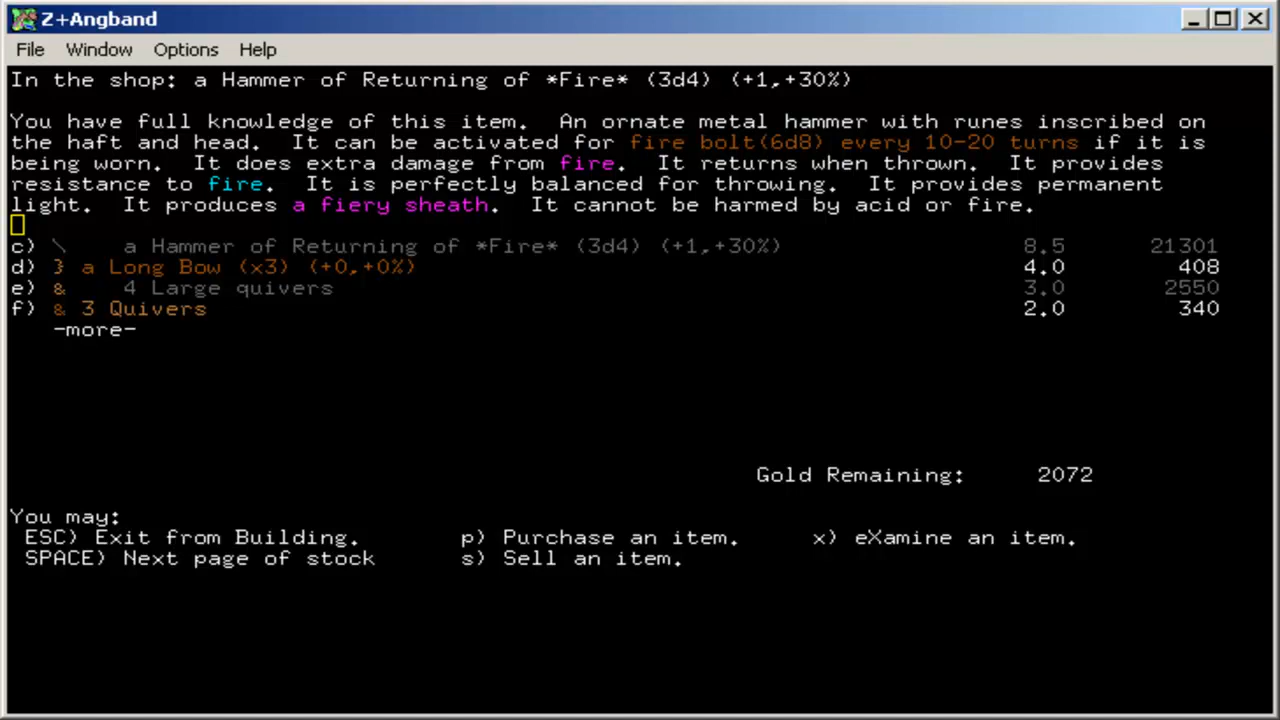 Z+Angband
File Window Options Help
In the shop: a Hammer of Returning of *Fire* (3d4) (+1,+30%)
You have full knowledge of this item. An ornate metal hammer with runes inscribed on
the haft and head. It can be activated for fire bolt(6d8) every 10-20 turns if it is
being worn. It does extra damage from fire. It returns when thrown. It provides
resistance to fire. It is perfectly balanced for throwing. It provides permanent
light. It produces a fiery sheath. It cannot be harmed by acid or fire.
c) \ a Hammer of Returning of *Fire* (3d4) (+1,+30%) 8.5 21301
d) } a Long Bow (x3) (+0,+0%) 4.0 408
e) & 4 Large quivers 3.0 2550
f) & 3 Quivers 2.0 340
-more-
Gold Remaining: 2072
You may:
ESC) Exit from Building. p) Purchase an item. x) eXamine an item.
SPACE) Next page of stock s) Sell an item.